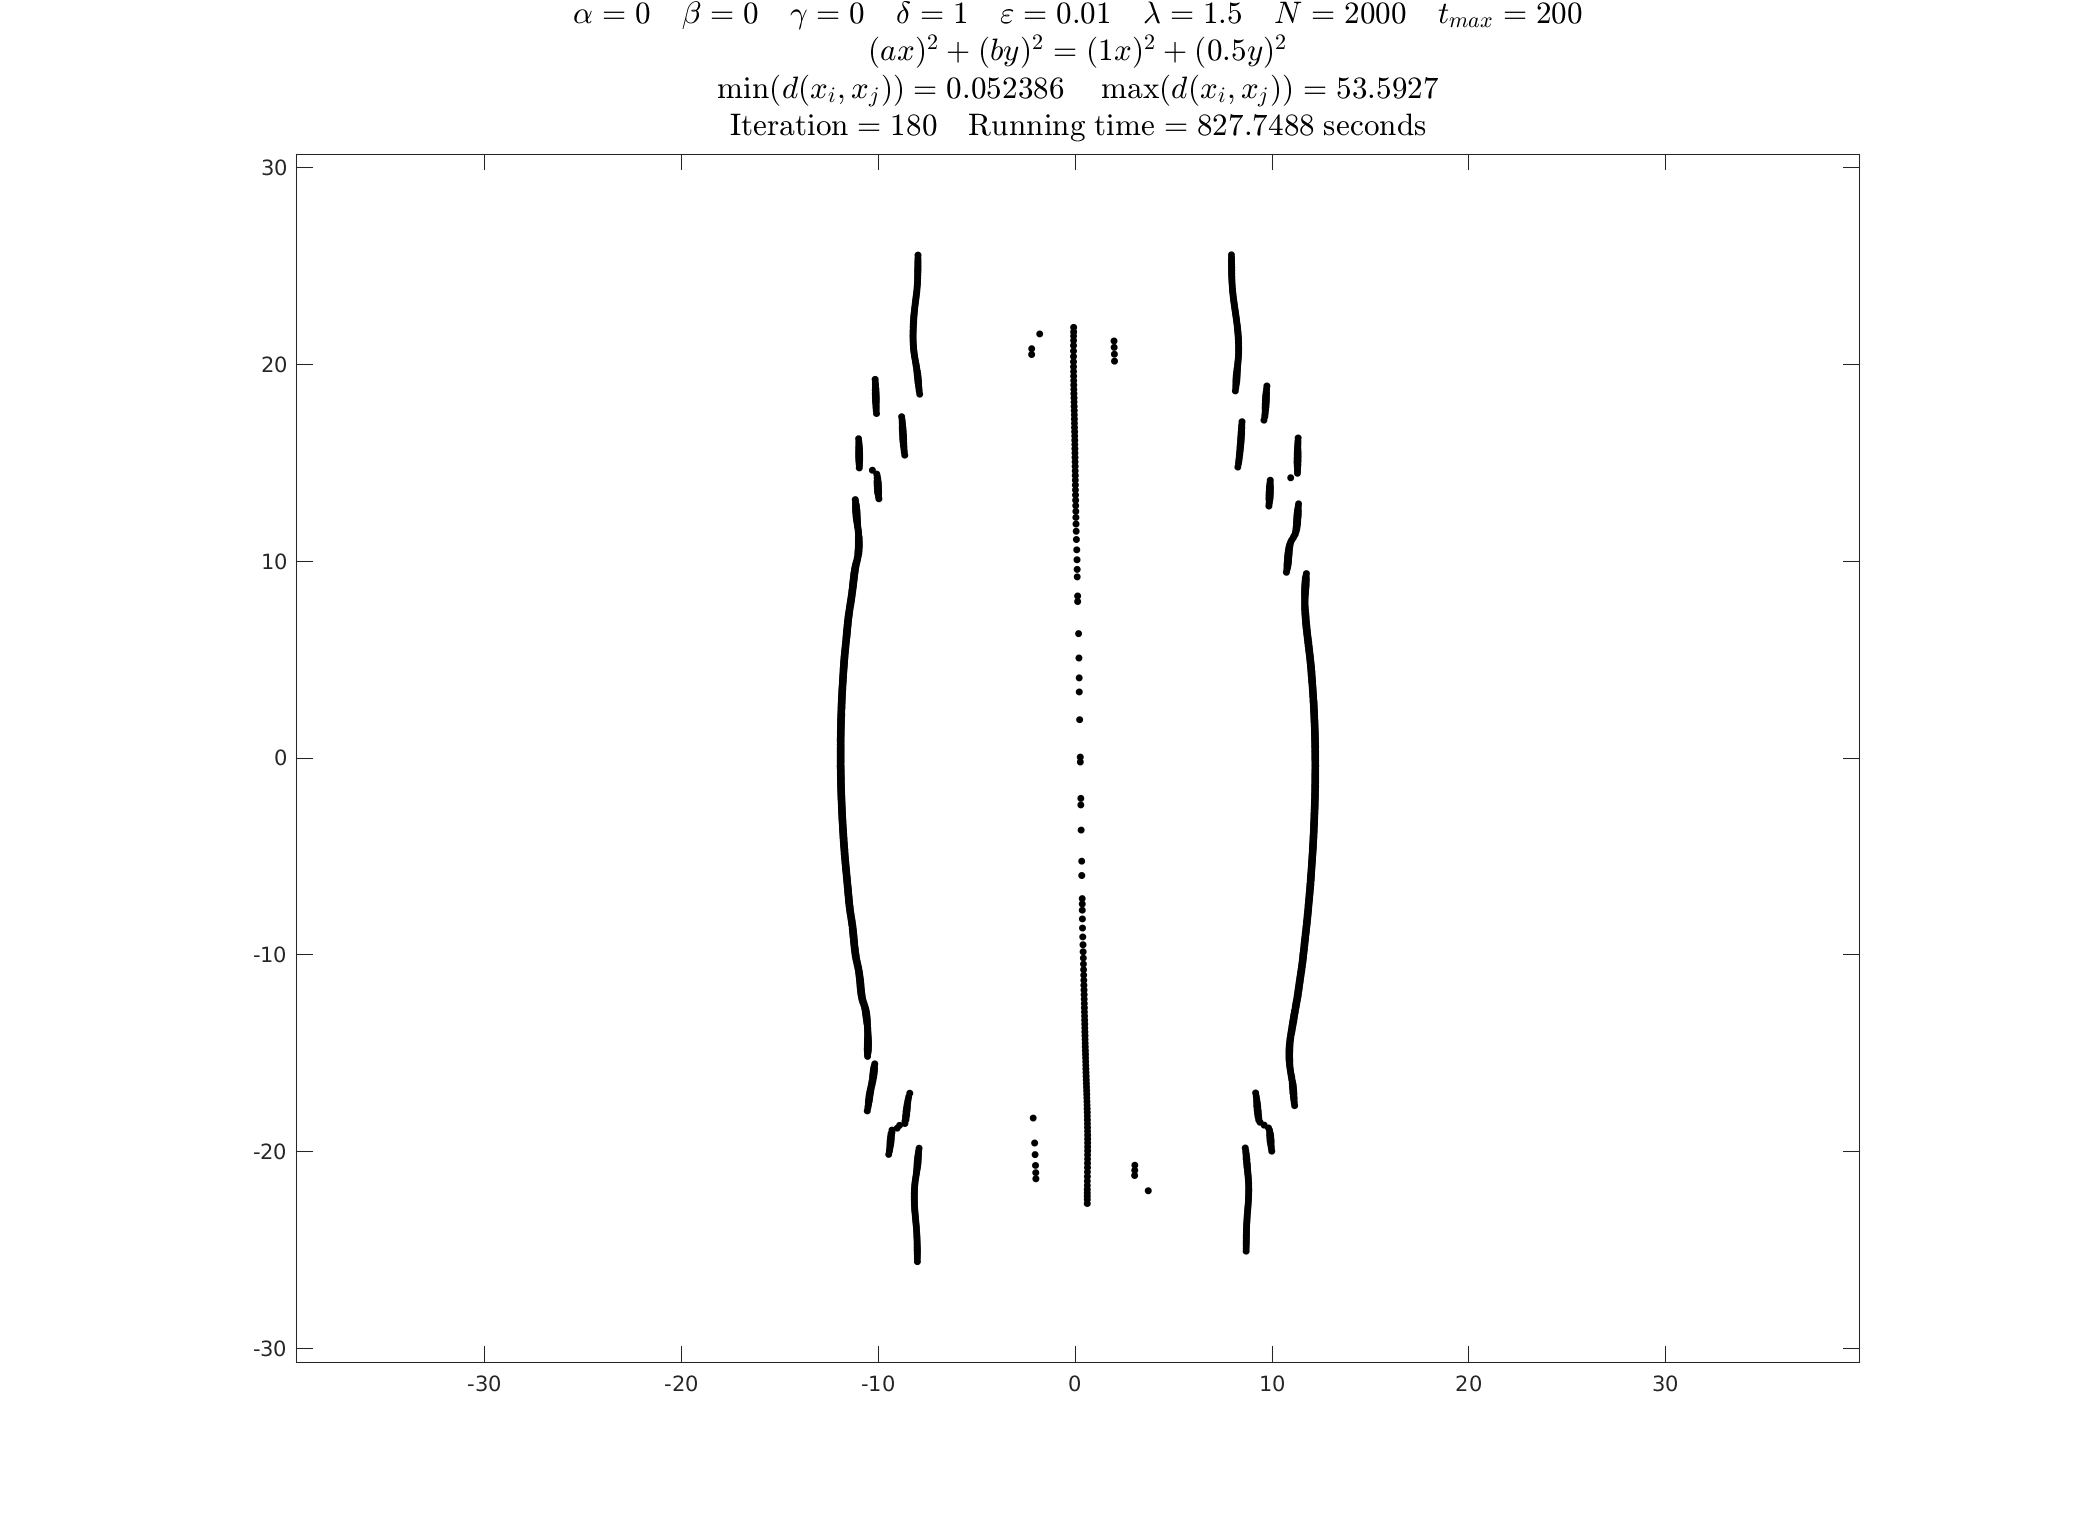 α = 0 β = 0 γ = 0 δ = 1 ε = 0.01 λ = 1.5 N = 2000 t_max = 200
(ax)² + (by)² = (1x)² + (0.5y)²
min(d(x_i, x_j)) = 0.052386 max(d(x_i, x_j)) = 53.5927
Iteration = 180 Running time = 827.7488 seconds
30
20
10
0
-10
-20
-30
-30 -20 -10 0 10 20 30